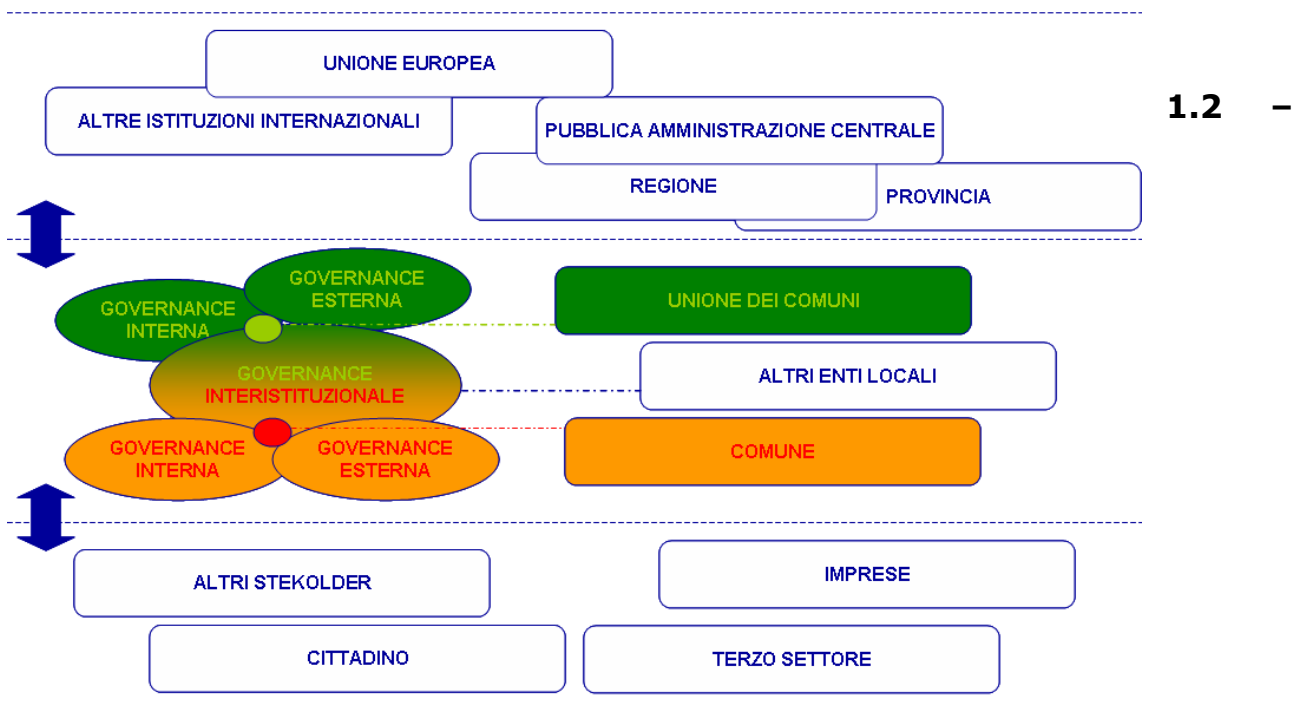 UNIONE EUROPEA
ALTRE ISTITUZIONI INTERNAZIONALI
PUBBLICA AMMINISTRAZIONE CENTRALE
REGIONE
PROVINCIA
1.2 –
GOVERNANCE
ESTERNA
GOVERNANCE
INTERNA
UNIONE DEI COMUNI
GOVERNANCE
INTERISTITUZIONALE
ALTRI ENTI LOCALI
GOVERNANCE
INTERNA
GOVERNANCE
ESTERNA
COMUNE
ALTRI STEKOLDER
IMPRESE
CITTADINO
TERZO SETTORE